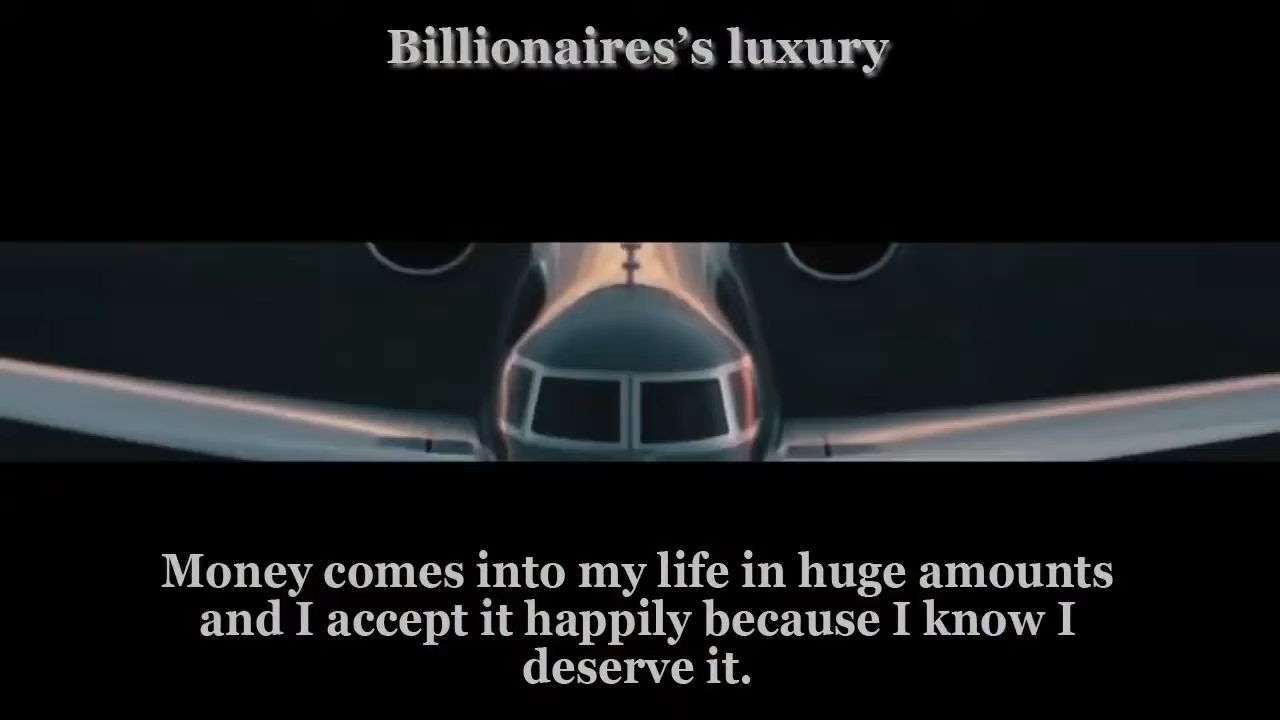 Billionaires’s luxury
Money comes into my life in huge amounts
and I accept it happily because I know I
deserve it.